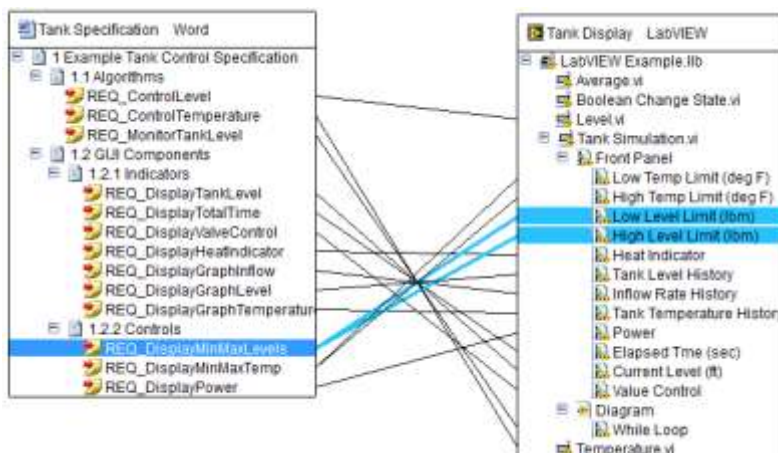 Tank Specification Word
1 Example Tank Control Specification
1.1 Algorithms
REQ_ControlLevel
REQ_ControlTemperature
REQ_MonitorTankLevel
1.2 GUI Components
1.2.1 Indicators
REQ_DisplayTankLevel
REQ_DisplayTotalTime
REQ_DisplayValveControl
REQ_DisplayHeatIndicator
REQ_DisplayGraphInflow
REQ_DisplayGraphLevel
REQ_DisplayGraphTemperatur
1.2.2 Controls
REQ_DisplayMinMaxLevels
REQ_DisplayMinMaxTemp
REQ_DisplayPower
Tank Display LabVIEW
LabVIEW Example.lib
Average.vi
Boolean Change State.vi
Level.vi
Tank Simulation.vi
Front Panel
Low Temp Limit (deg F)
High Temp Limit (deg F)
Low Level Limit (lbm)
High Level Limit (lbm)
Heat Indicator
Tank Level History
Inflow Rate History
Tank Temperature History
Power
Elapsed Tme (sec)
Current Level (ft)
Value Control
Diagram
While Loop
Temperature.vi